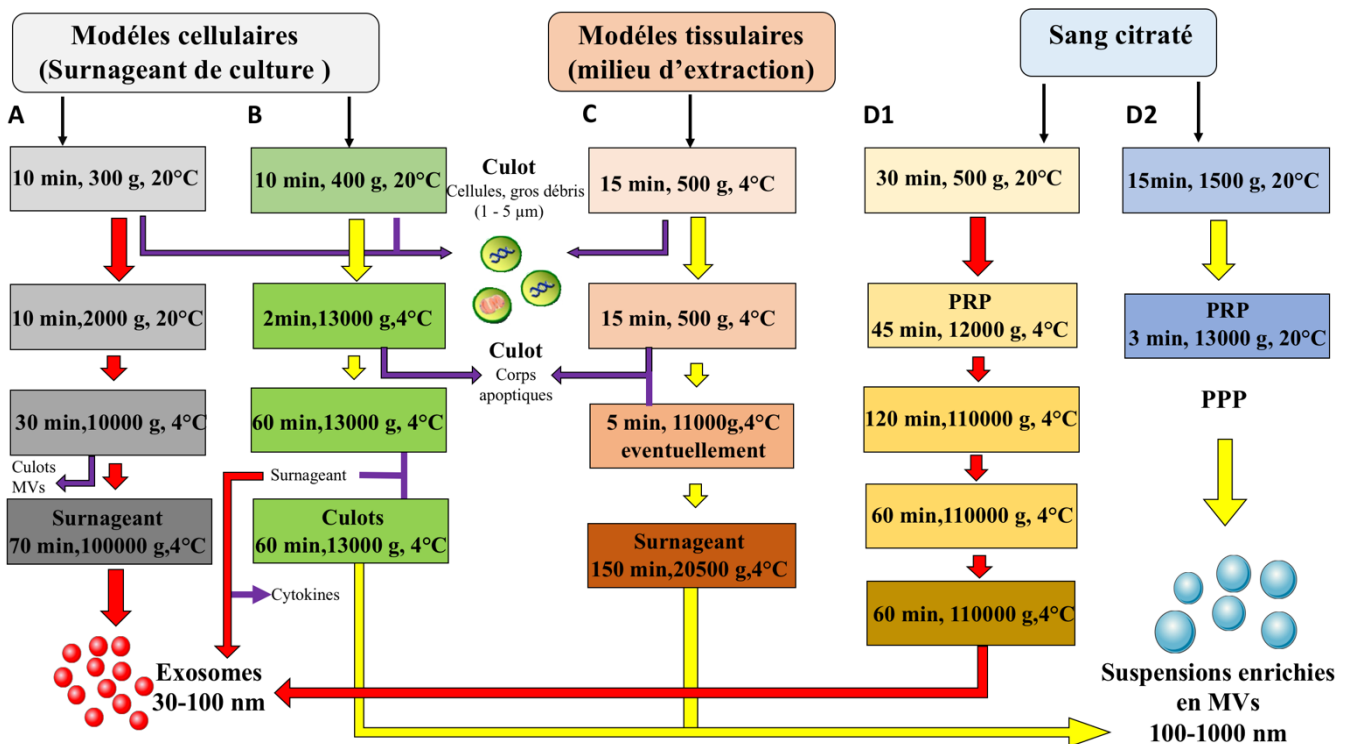 Modéles cellulaires
(Surnageant de culture )
Modéles tissulaires
(milieu d’extraction)
Sang citraté
A
B
C
D1
D2
10 min, 300 g, 20°C
10 min, 400 g, 20°C
Culot
Cellules, gros débris
(1 - 5 µm)
15 min, 500 g, 4°C
30 min, 500 g, 20°C
15min, 1500 g, 20°C
10 min,2000 g, 20°C
2min,13000 g,4°C
15 min, 500 g, 4°C
PRP
45 min, 12000 g, 4°C
PRP
3 min, 13000 g, 20°C
Culot
Corps
apoptiques
30 min,10000 g, 4°C
60 min,13000 g, 4°C
5 min, 11000g,4°C
eventuellement
120 min,110000 g, 4°C
PPP
Culots
MVs
Surnageant
Surnageant
70 min,100000 g,4°C
Culots
60 min,13000 g, 4°C
Surnageant
150 min,20500 g,4°C
60 min,110000 g, 4°C
60 min, 110000 g,4°C
Cytokines
Exosomes
30-100 nm
Suspensions enrichies
en MVs
100-1000 nm